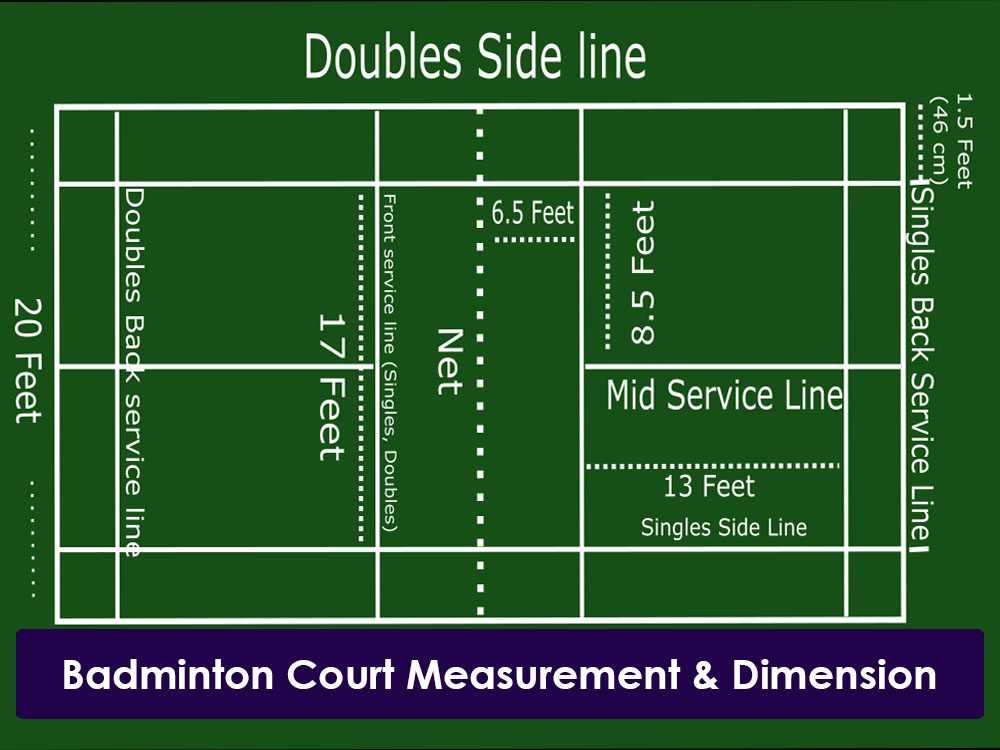 Doubles Side line
1.5 Feet
(46 cm)
Singles Back Service Line
Doubles Back service line
Front service line (Singles, Doubles)
6.5 Feet
8.5 Feet
20 Feet
17 Feet
Net
Mid Service Line
13 Feet
Singles Side Line
Badminton Court Measurement & Dimension